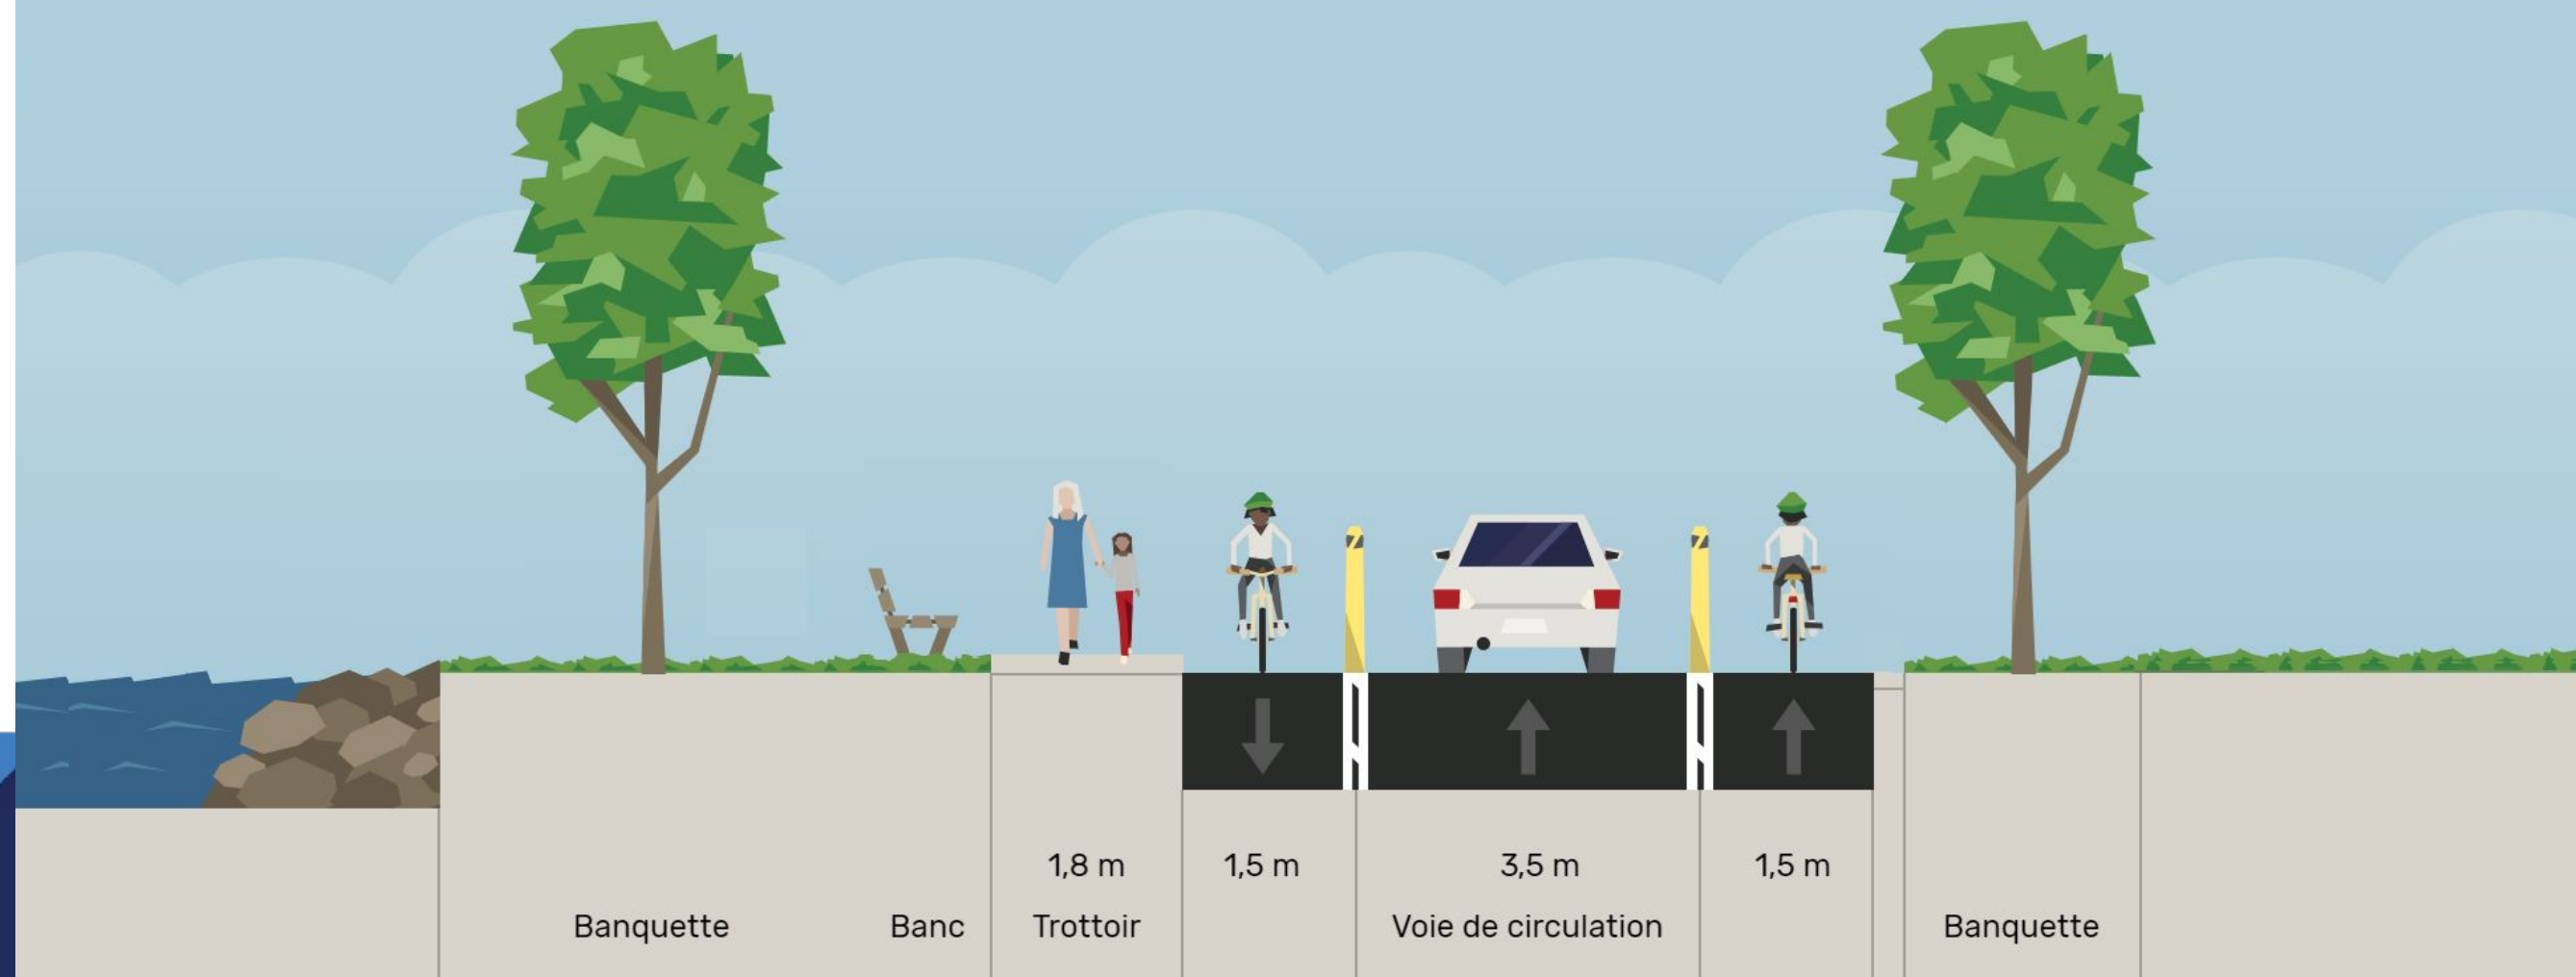 1,8 m
1,5 m
3,5 m
1,5 m
Banquette
Banc
Trottoir
Voie de circulation
Banquette